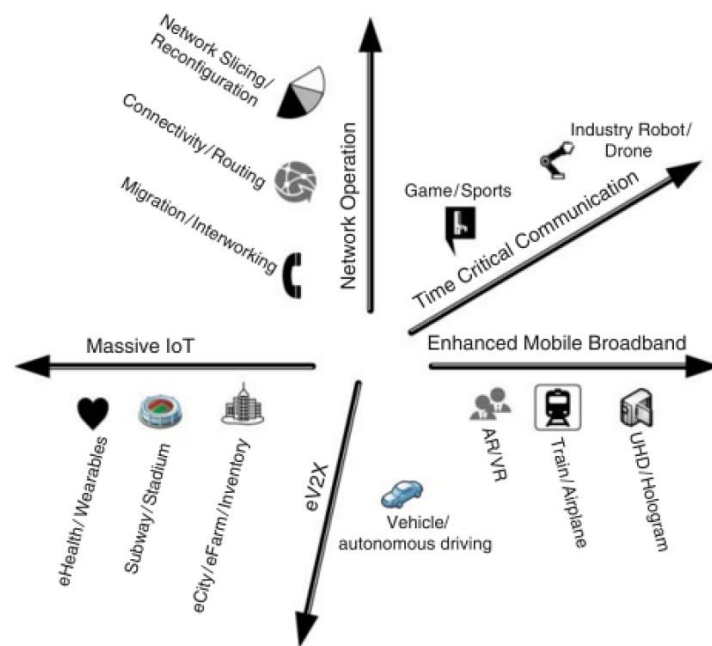 Network Slicing/
Reconfiguration
Connectivity/Routing
Migration/Interworking
Network Operation
Industry Robot/
Drone
Game/Sports
Time Critical Communication
Massive IoT
Enhanced Mobile Broadband
eHealth/Wearables
Subway/Stadium
eCity/eFarm/Inventory
eV2X
Vehicle/
autonomous driving
AR/VR
Train/Airplane
UHD/Hologram